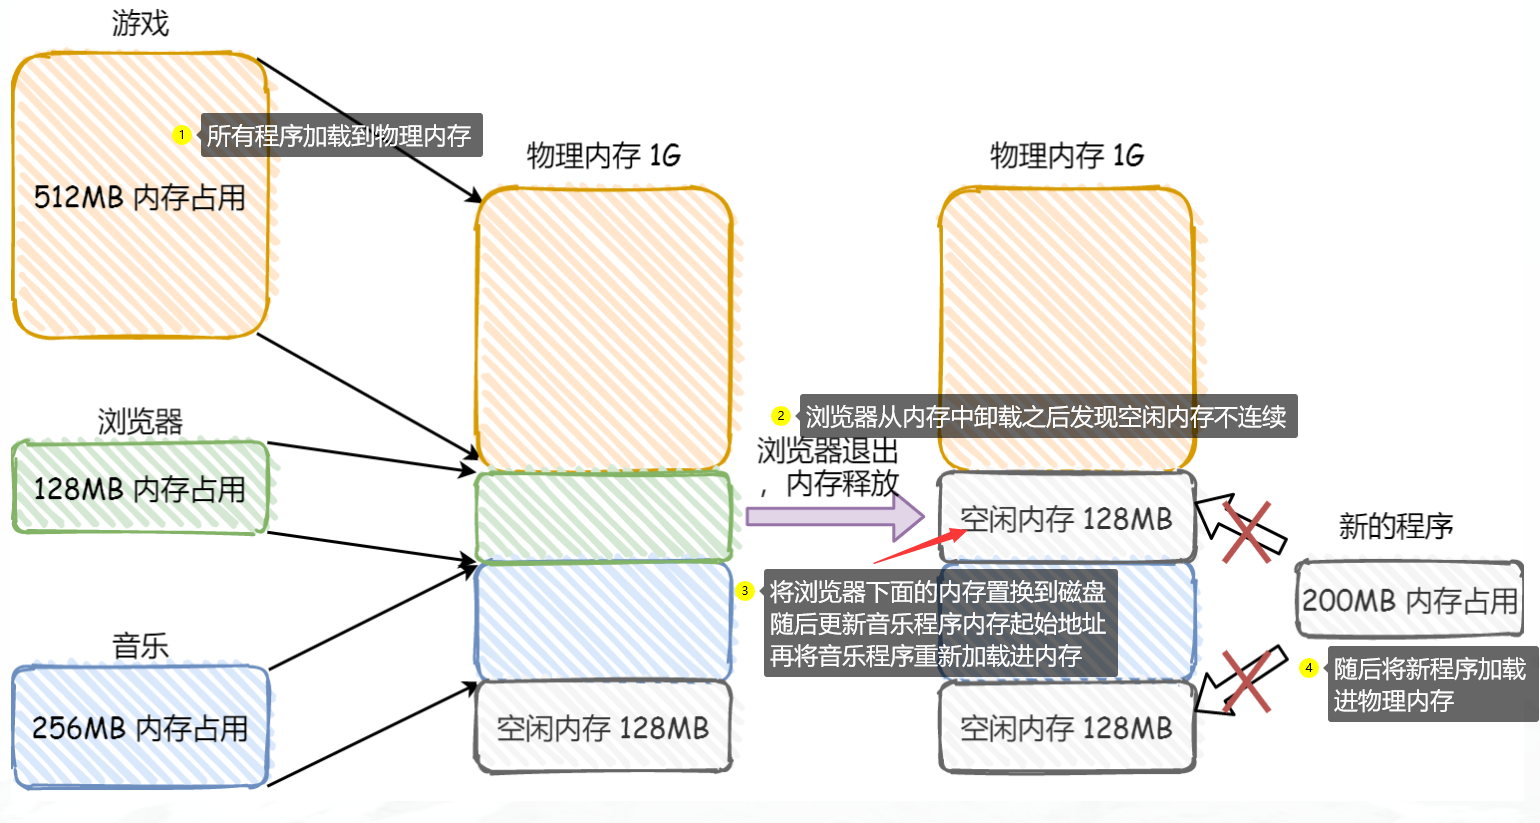 游戏
1
所有程序加载到物理内存
512MB 内存占用
物理内存 1G
物理内存 1G
浏览器
128MB 内存占用
2
浏览器从内存中卸载之后发现空闲内存不连续
浏览器退出
，内存释放
空闲内存 128MB
新的程序
200MB 内存占用
3
将浏览器下面的内存置换到磁盘
随后更新音乐程序内存起始地址
再将音乐程序重新加载进内存
音乐
256MB 内存占用
空闲内存 128MB
空闲内存 128MB
4
随后将新程序加载
进物理内存